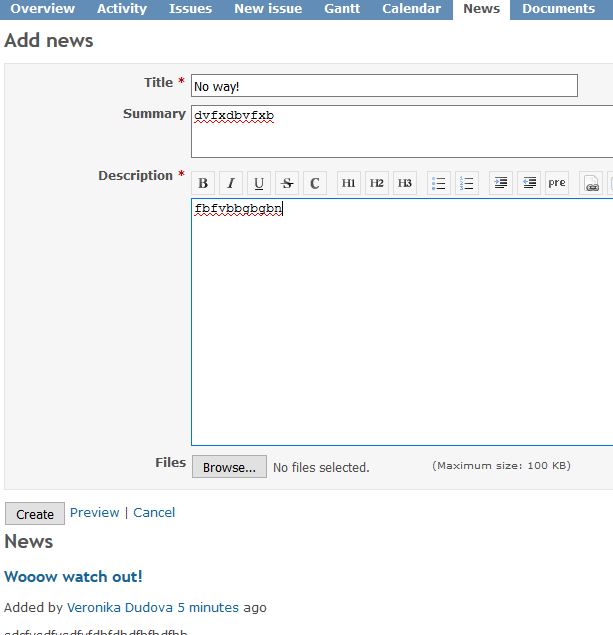 Overview Activity Issues New issue Gantt Calendar News Documents
Add news
Title * No way!
Summary dvfxdbvfxb
Description * B I U S C H1 H2 H3 pre
fbfvbbgbgbn
Files Browse... No files selected. (Maximum size: 100 KB)
Create Preview | Cancel
News
Wooow watch out!
Added by Veronika Dudova 5 minutes ago